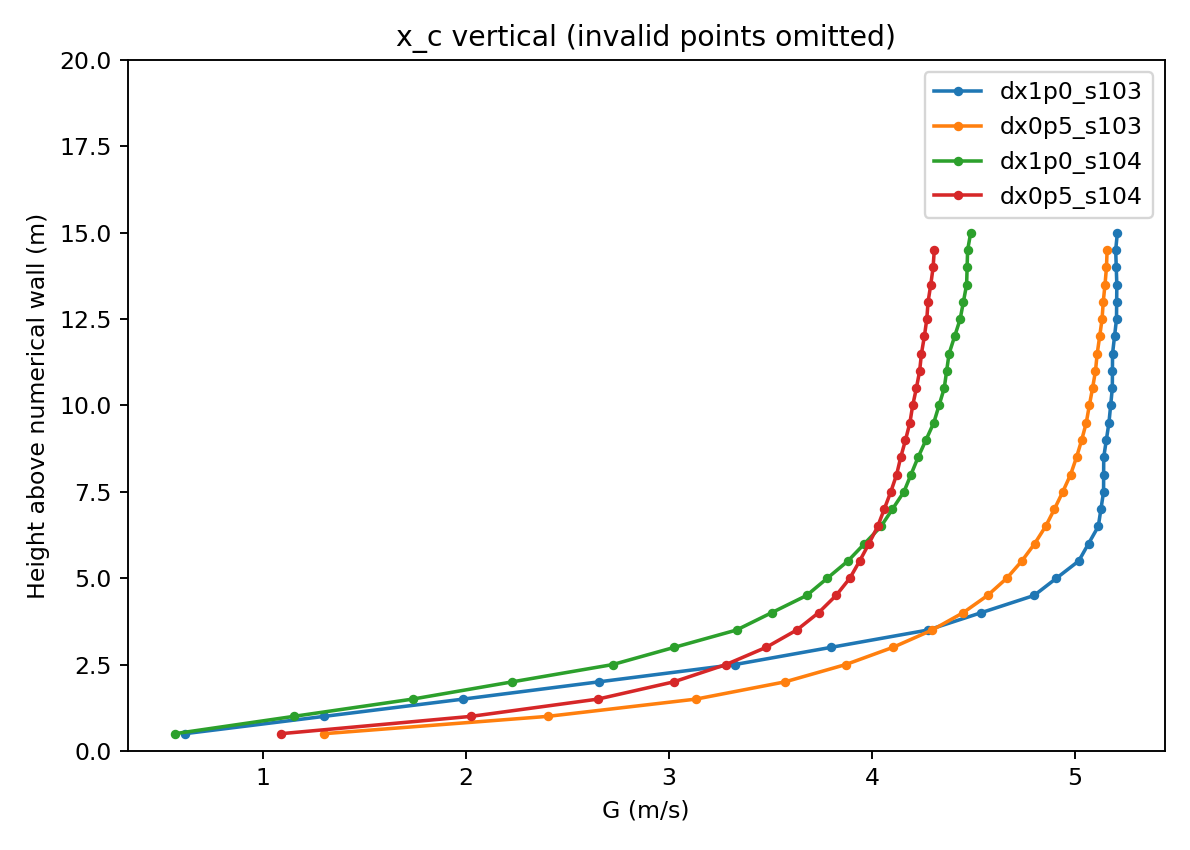 x_c vertical (invalid points omitted)
dx1p0_s103
dx0p5_s103
dx1p0_s104
dx0p5_s104
20.0
17.5
15.0
12.5
10.0
7.5
5.0
2.5
0.0
Height above numerical wall (m)
1 2 3 4 5
G (m/s)